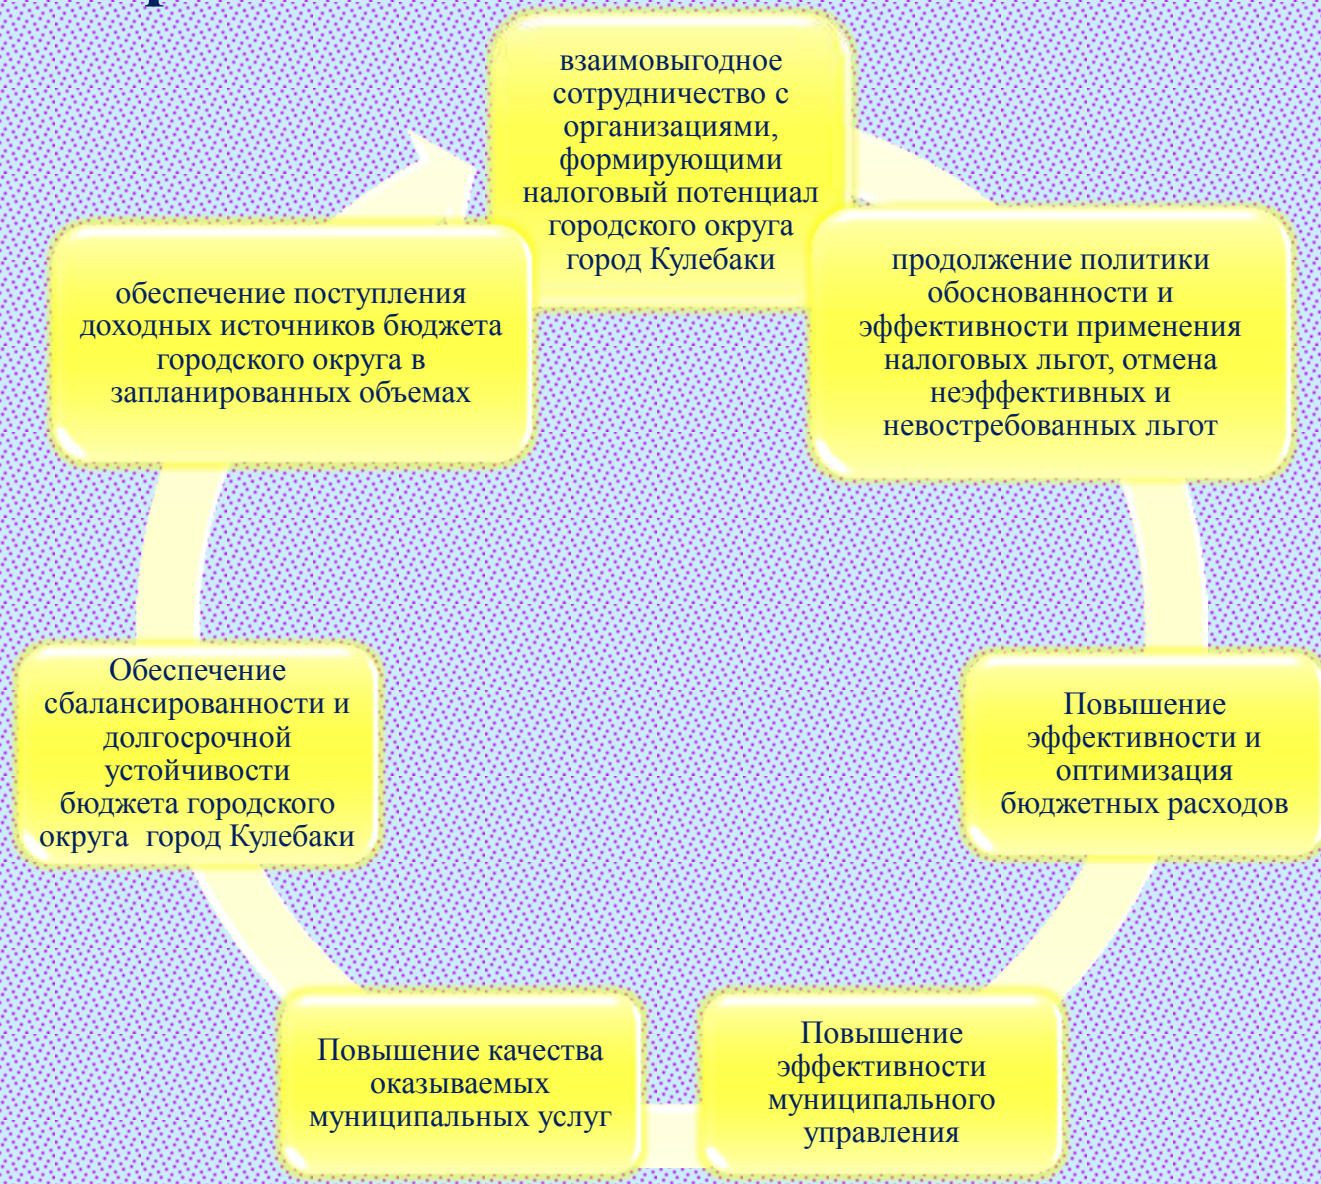 взаимовыгодное
сотрудничество с
организациями,
формирующими
налоговый потенциал
городского округа
город Кулебаки
продолжение политики
обоснованности и
эффективности применения
налоговых льгот, отмена
неэффективных и
невостребованных льгот
Повышение
эффективности и
оптимизация
бюджетных расходов
Повышение
эффективности
муниципального
управления
Повышение качества
оказываемых
муниципальных услуг
Обеспечение
сбалансированности и
долгосрочной
устойчивости
бюджета городского
округа  город Кулебаки
обеспечение поступления
доходных источников бюджета
городского округа в
запланированных объемах